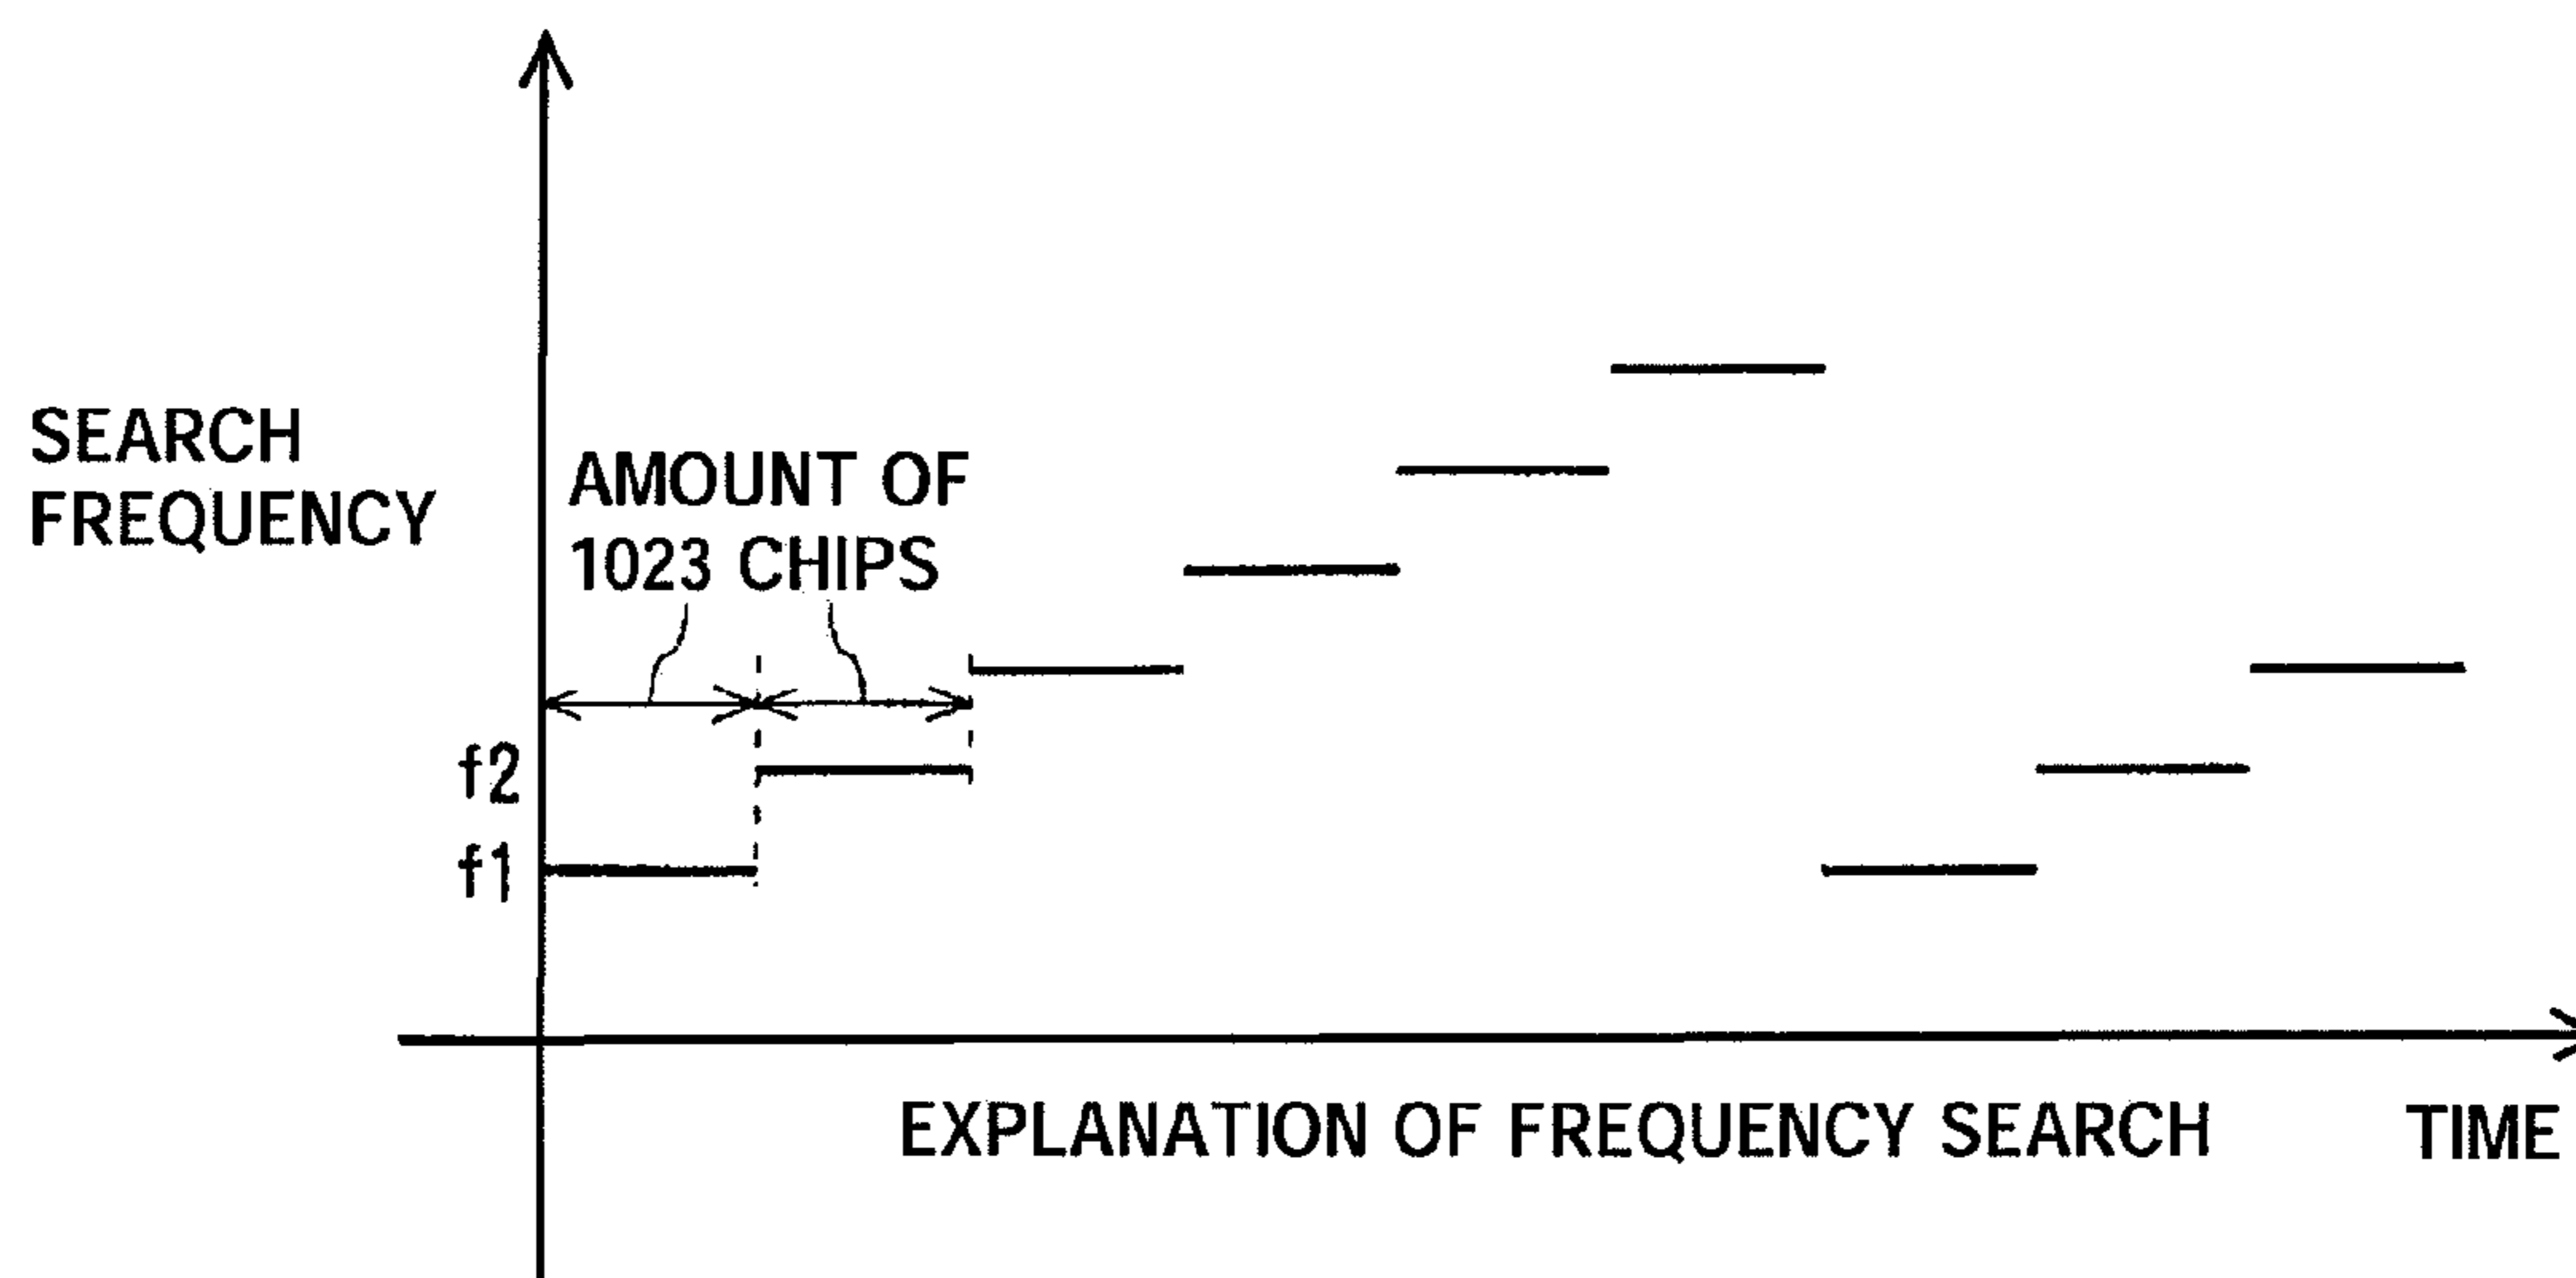 SEARCH
FREQUENCY
AMOUNT OF
1023 CHIPS
f2
f1
EXPLANATION OF FREQUENCY SEARCH
TIME